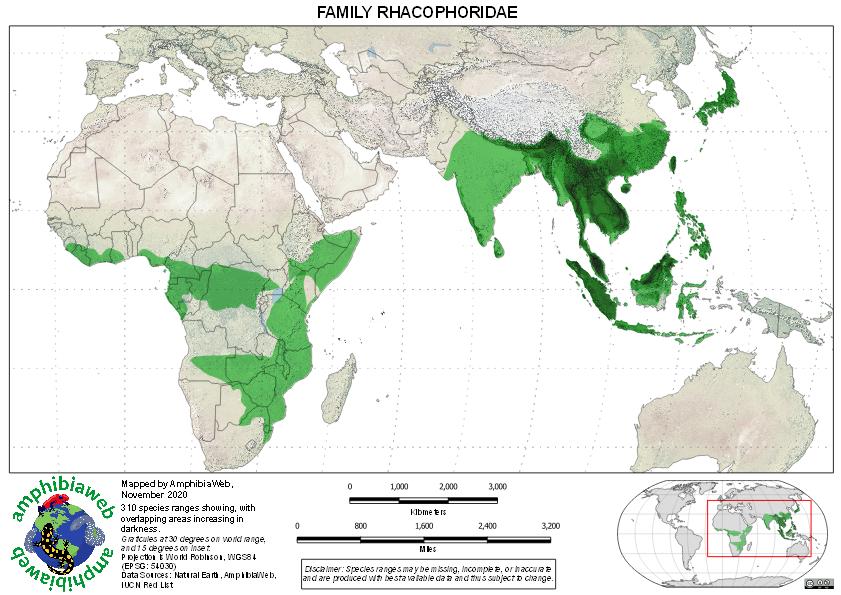 FAMILY RHACOPHORIDAE
amphibiaweb
amphibiaweb
Mapped by AmphibiaWeb,
November 2020
310 species ranges showing, with
overlapping areas increasing in
darkness.
Graticules at 30 degrees on world range,
and 15 degrees on inset.
Projection is World Robinson, WGS84
(EPSG: 54030)
Data Sources: Natural Earth, AmphibiaWeb,
IUCN Red List
0 1,000 2,000 3,000
Kilometers
0 800 1,600 2,400 3,200
Miles
Disclaimer: Species ranges may be missing, incomplete, or inaccurate
and are produced with best available data and thus subject to change.